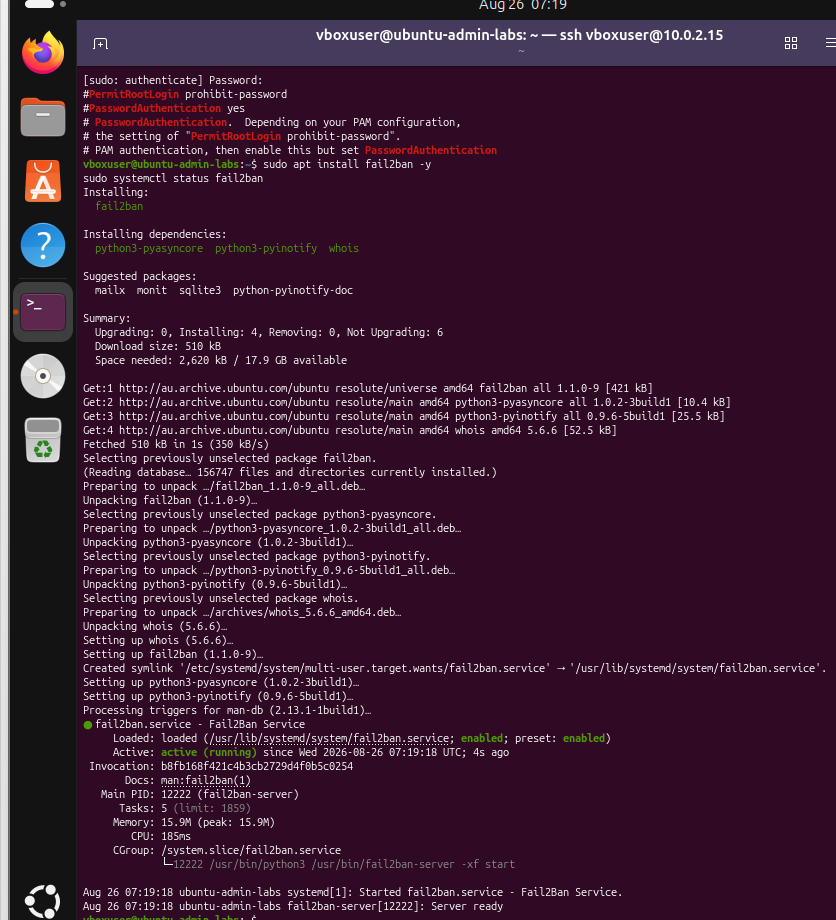 Aug 26 07:19
vboxuser@ubuntu-admin-labs: ~ — ssh vboxuser@10.0.2.15
~
[sudo: authenticate] Password:
#PermitRootLogin prohibit-password
#PasswordAuthentication yes
# PasswordAuthentication.  Depending on your PAM configuration,
# the setting of "PermitRootLogin prohibit-password".
# PAM authentication, then enable this but set PasswordAuthentication
vboxuser@ubuntu-admin-labs:~$ sudo apt install fail2ban -y
sudo systemctl status fail2ban
Installing:
  fail2ban

Installing dependencies:
  python3-pyasyncore  python3-pyinotify  whois

Suggested packages:
  mailx  monit  sqlite3  python-pyinotify-doc

Summary:
  Upgrading: 0, Installing: 4, Removing: 0, Not Upgrading: 6
  Download size: 510 kB
  Space needed: 2,620 kB / 17.9 GB available

Get:1 http://au.archive.ubuntu.com/ubuntu resolute/universe amd64 fail2ban all 1.1.0-9 [421 kB]
Get:2 http://au.archive.ubuntu.com/ubuntu resolute/main amd64 python3-pyasyncore all 1.0.2-3build1 [10.4 kB]
Get:3 http://au.archive.ubuntu.com/ubuntu resolute/main amd64 python3-pyinotify all 0.9.6-5build1 [25.5 kB]
Get:4 http://au.archive.ubuntu.com/ubuntu resolute/main amd64 whois amd64 5.6.6 [52.5 kB]
Fetched 510 kB in 1s (350 kB/s)
Selecting previously unselected package fail2ban.
(Reading database… 156747 files and directories currently installed.)
Preparing to unpack …/fail2ban_1.1.0-9_all.deb…
Unpacking fail2ban (1.1.0-9)…
Selecting previously unselected package python3-pyasyncore.
Preparing to unpack …/python3-pyasyncore_1.0.2-3build1_all.deb…
Unpacking python3-pyasyncore (1.0.2-3build1)…
Selecting previously unselected package python3-pyinotify.
Preparing to unpack …/python3-pyinotify_0.9.6-5build1_all.deb…
Unpacking python3-pyinotify (0.9.6-5build1)…
Selecting previously unselected package whois.
Preparing to unpack …/archives/whois_5.6.6_amd64.deb…
Unpacking whois (5.6.6)…
Setting up whois (5.6.6)…
Setting up fail2ban (1.1.0-9)…
Created symlink '/etc/systemd/system/multi-user.target.wants/fail2ban.service' → '/usr/lib/systemd/system/fail2ban.service'.
Setting up python3-pyasyncore (1.0.2-3build1)…
Setting up python3-pyinotify (0.9.6-5build1)…
Processing triggers for man-db (2.13.1-1build1)…
● fail2ban.service - Fail2Ban Service
     Loaded: loaded (/usr/lib/systemd/system/fail2ban.service; enabled; preset: enabled)
     Active: active (running) since Wed 2026-08-26 07:19:18 UTC; 4s ago
 Invocation: b8fb168f421c4b3cb2729d4f0b5c0254
       Docs: man:fail2ban(1)
   Main PID: 12222 (fail2ban-server)
      Tasks: 5 (limit: 1859)
     Memory: 15.9M (peak: 15.9M)
        CPU: 185ms
     CGroup: /system.slice/fail2ban.service
             └─12222 /usr/bin/python3 /usr/bin/fail2ban-server -xf start

Aug 26 07:19:18 ubuntu-admin-labs systemd[1]: Started fail2ban.service - Fail2Ban Service.
Aug 26 07:19:18 ubuntu-admin-labs fail2ban-server[12222]: Server ready
vboxuser@ubuntu-admin-labs:~$